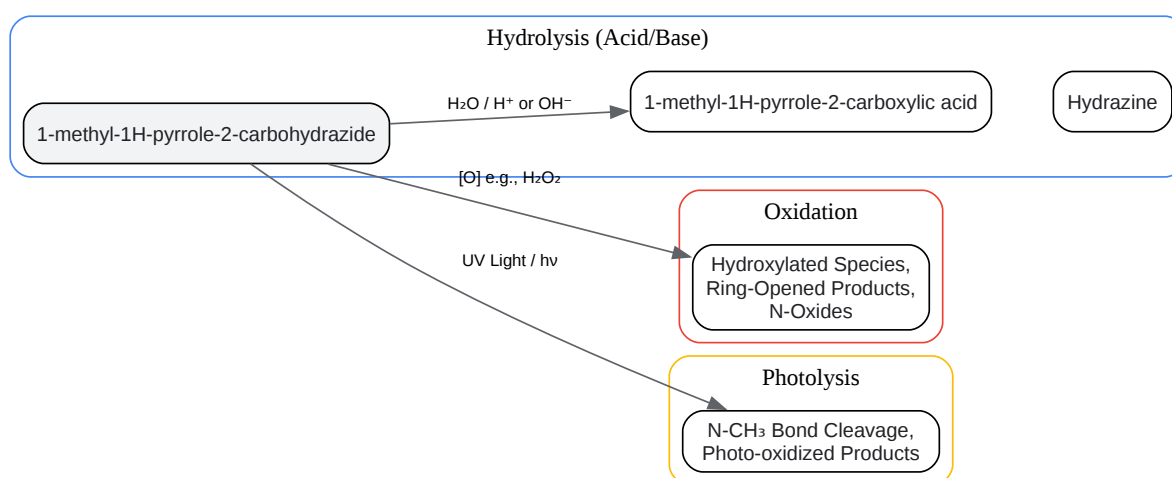 Hydrolysis (Acid/Base)
1-methyl-1H-pyrrole-2-carbohydrazide
H₂O / H⁺ or OH⁻
1-methyl-1H-pyrrole-2-carboxylic acid
Hydrazine
[O] e.g., H₂O₂
Oxidation
Hydroxylated Species,
Ring-Opened Products,
N-Oxides
UV Light / hν
Photolysis
N-CH₃ Bond Cleavage,
Photo-oxidized Products